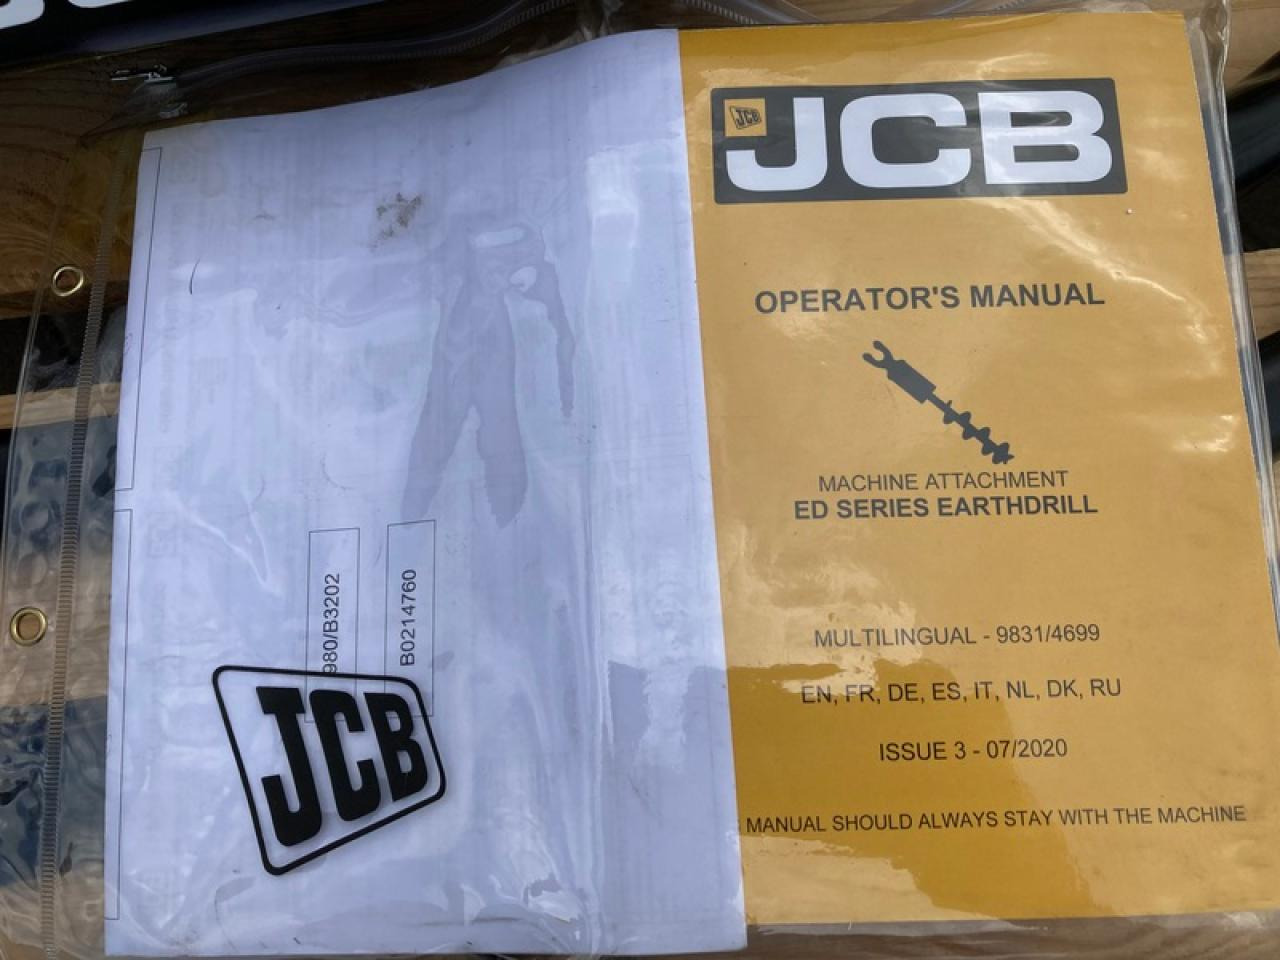 JCB
JCB
OPERATOR'S MANUAL
MACHINE ATTACHMENT
ED SERIES EARTHDRILL
MULTILINGUAL - 9831/4699
EN, FR, DE, ES, IT, NL, DK, RU
ISSUE 3 - 07/2020
MANUAL SHOULD ALWAYS STAY WITH THE MACHINE
980/B3202
B0214760
JCB